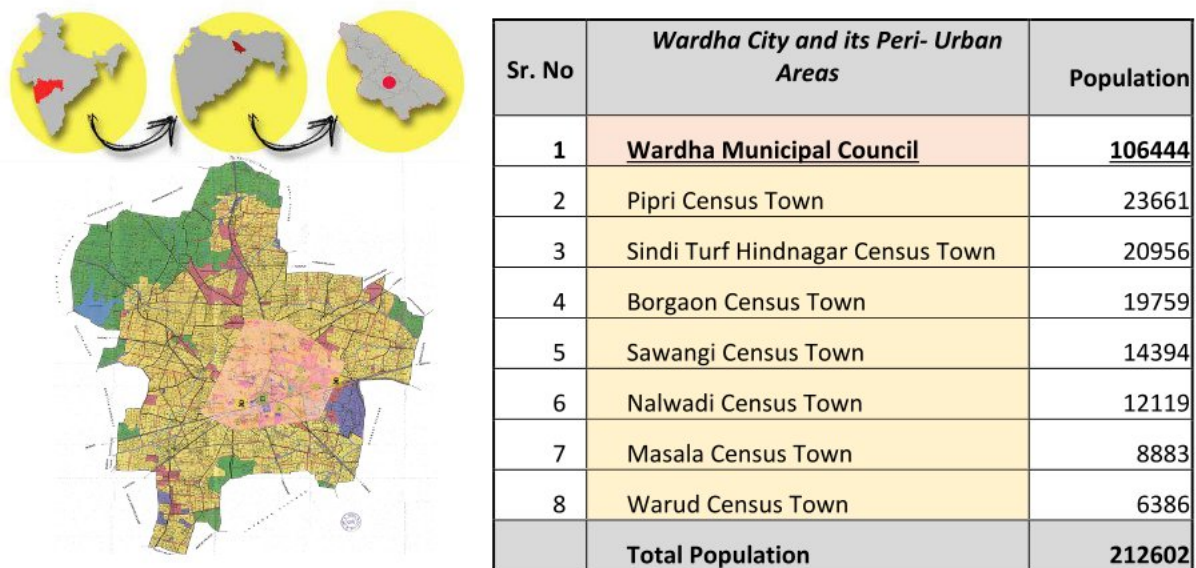 Sr. No Wardha City and its Peri- Urban Areas Population
1 Wardha Municipal Council 106444
2 Pipri Census Town 23661
3 Sindi Turf Hindnagar Census Town 20956
4 Borgaon Census Town 19759
5 Sawangi Census Town 14394
6 Nalwadi Census Town 12119
7 Masala Census Town 8883
8 Warud Census Town 6386
Total Population 212602